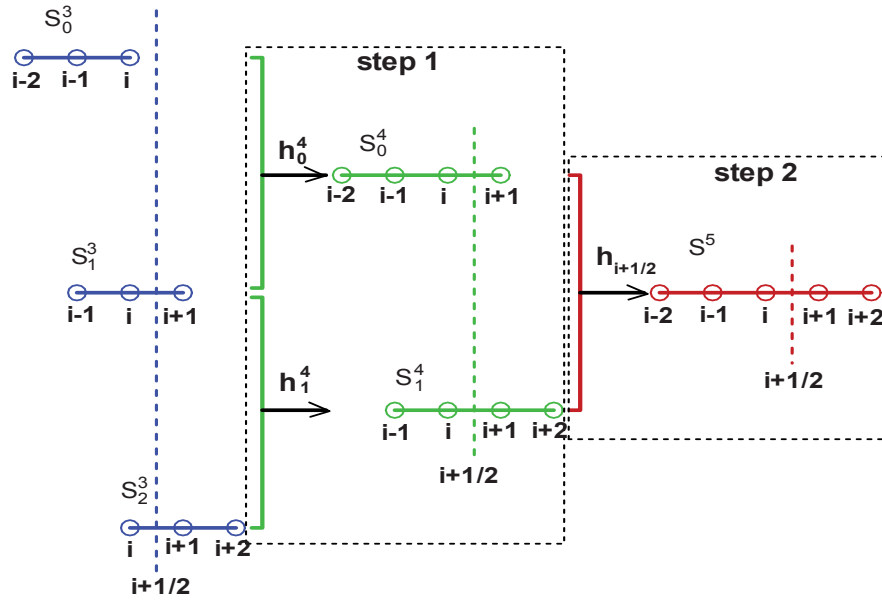 S₀³
i-2 i-1 i
S₁³
i-1 i i+1
S₂³
i i+1 i+2
i+1/2
step 1
h₀⁴
S₀⁴
i-2 i-1 i i+1
h₁⁴
S₁⁴
i-1 i i+1 i+2
i+1/2
step 2
hᵢ₊₁/₂
S⁵
i-2 i-1 i i+1 i+2
i+1/2